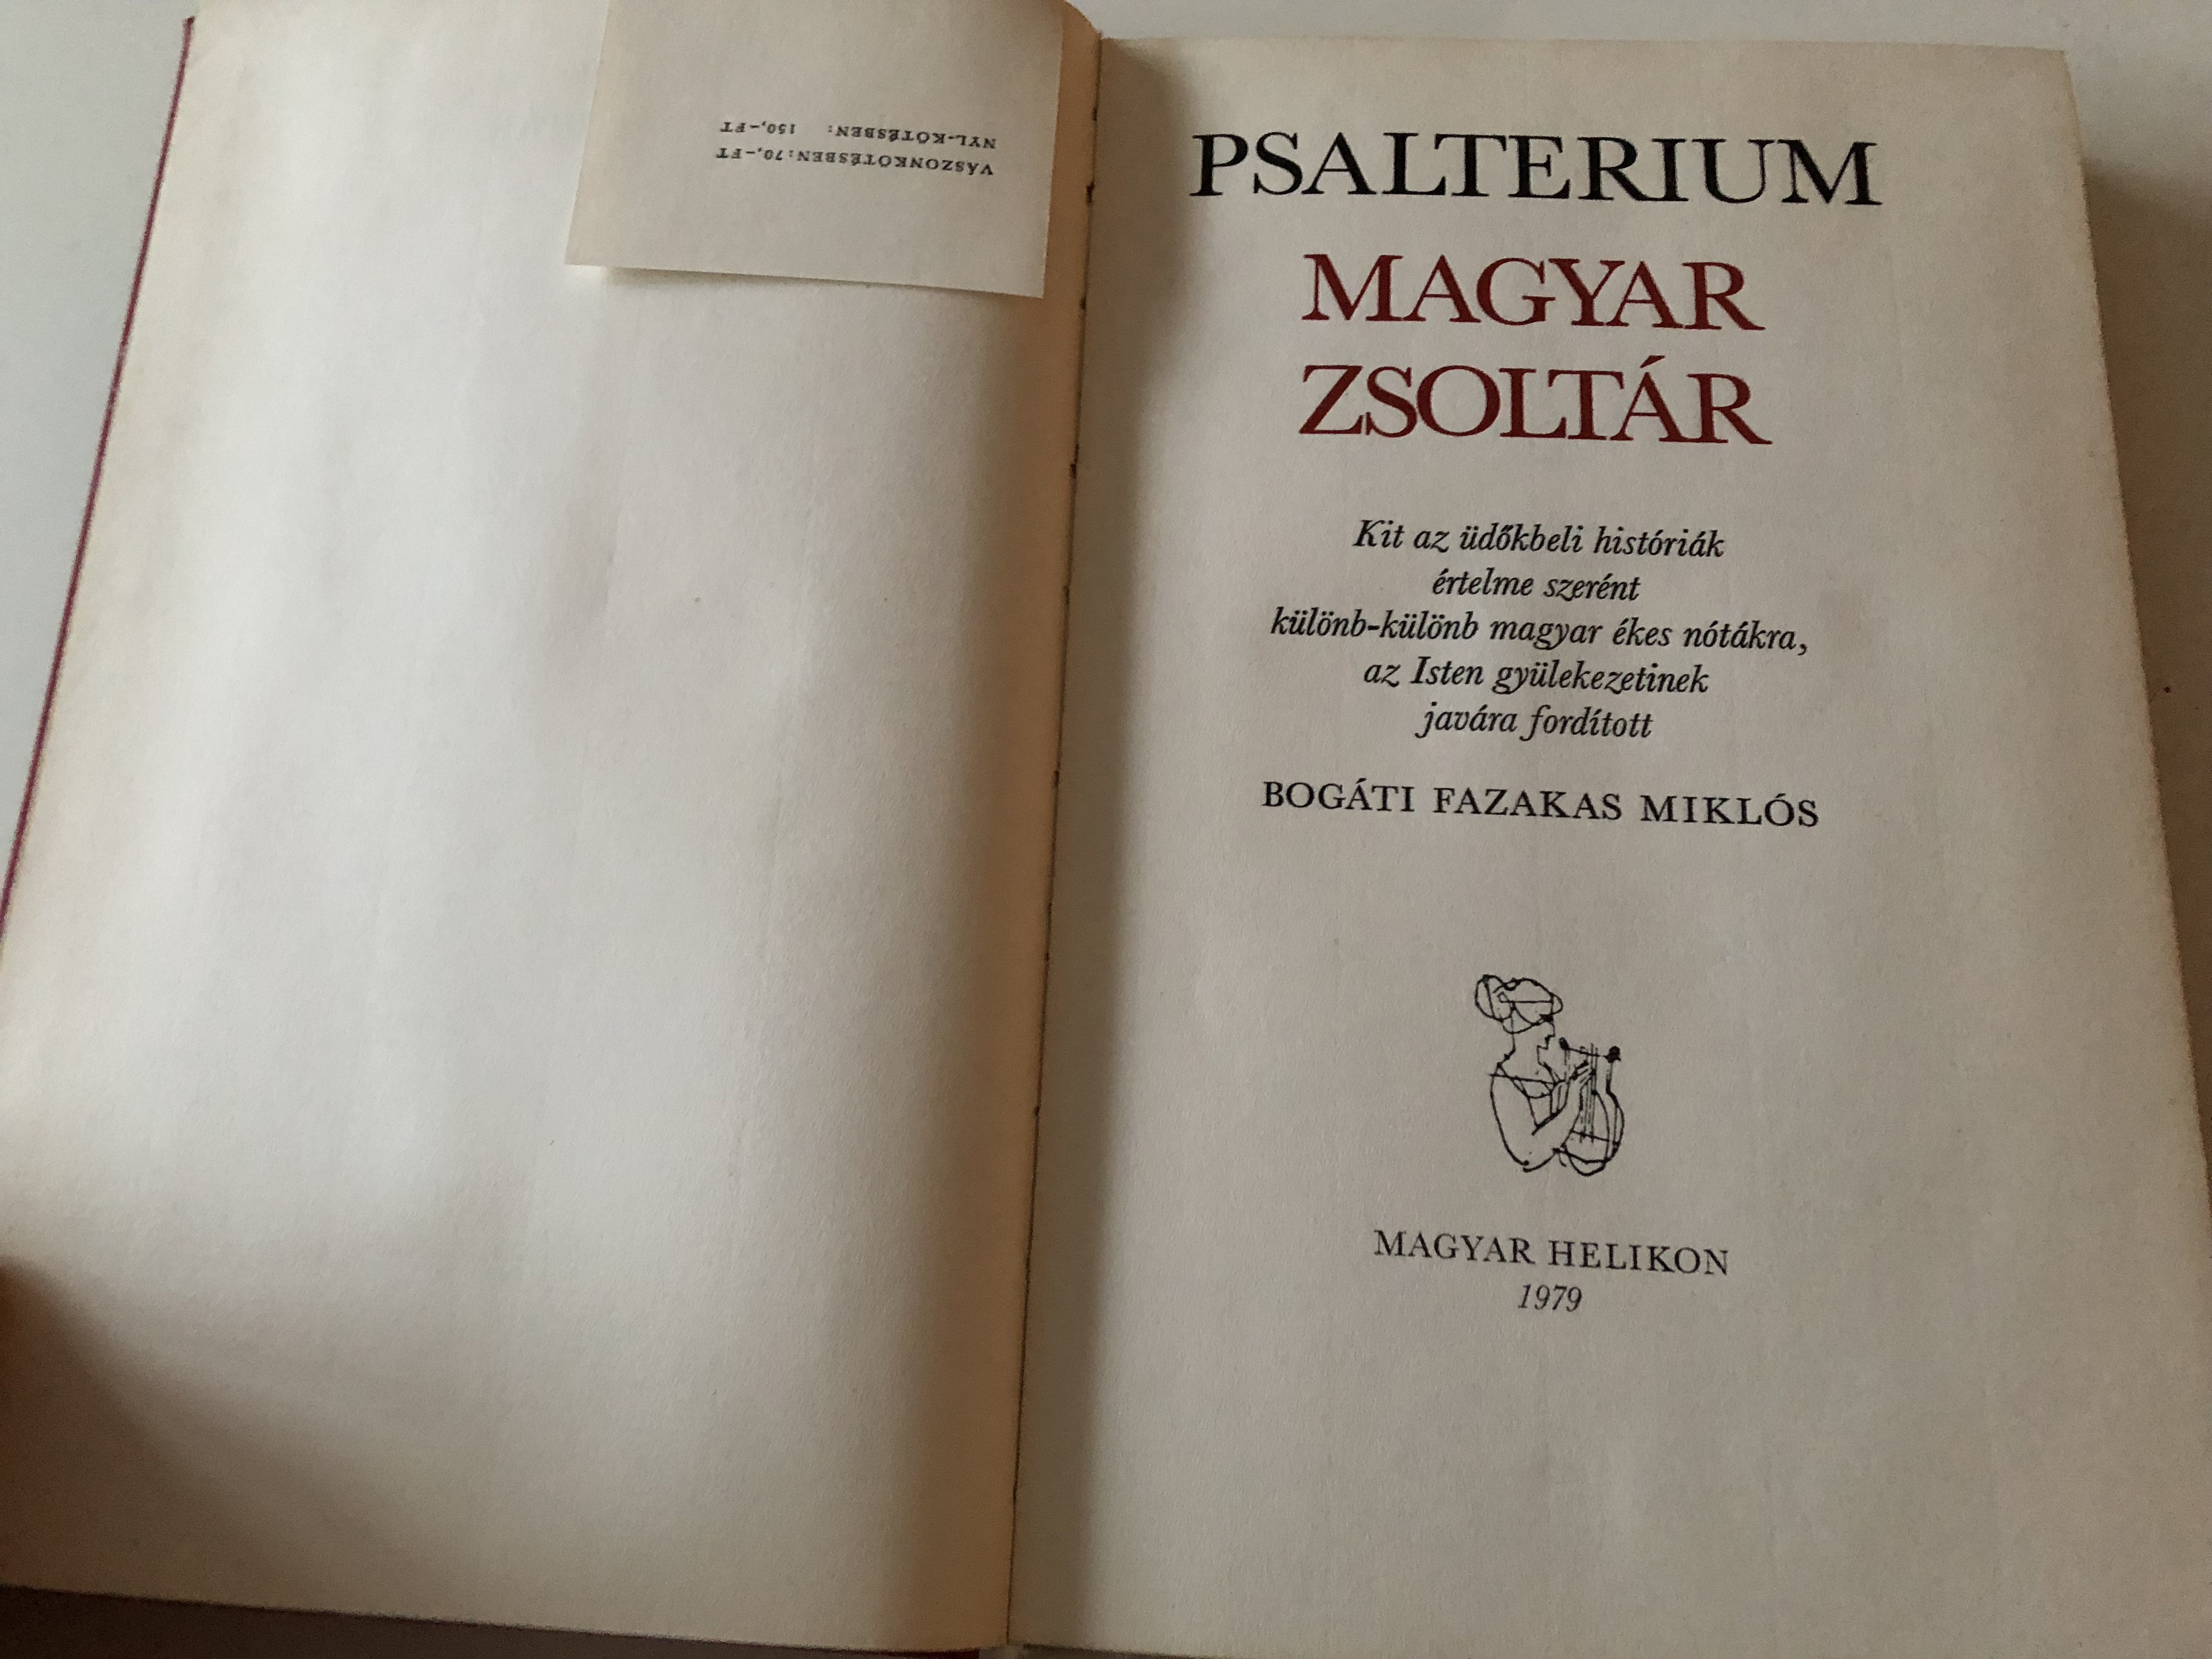 VÁSZONKÖTÉSBEN: 70,–FT
NYL-KÖTÉSBEN: 150,–FT
PSALTERIUM
MAGYAR
ZSOLTÁR
Kit az üdőkbeli históriák
értelme szerént
különb-különb magyar ékes nótákra,
az Isten gyülekezetinek
javára fordított
BOGÁTI FAZAKAS MIKLÓS
MAGYAR HELIKON
1979